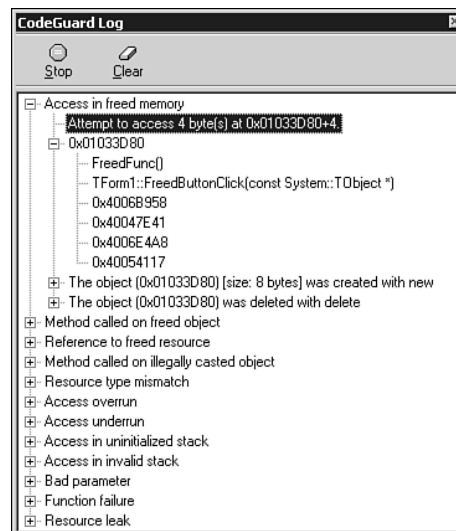 CodeGuard Log
Stop Clear
Access in freed memory
Attempt to access 4 byte(s) at 0x01033D80+4.
0x01033D80
FreedFunc()
TForm1::FreedButtonClick(const System::TObject *)
0x4006B958
0x40047E41
0x4006E4A8
0x40054117
The object (0x01033D80) [size: 8 bytes] was created with new
The object (0x01033D80) was deleted with delete
Method called on freed object
Reference to freed resource
Method called on illegally casted object
Resource type mismatch
Access overrun
Access underrun
Access in uninitialized stack
Access in invalid stack
Bad parameter
Function failure
Resource leak